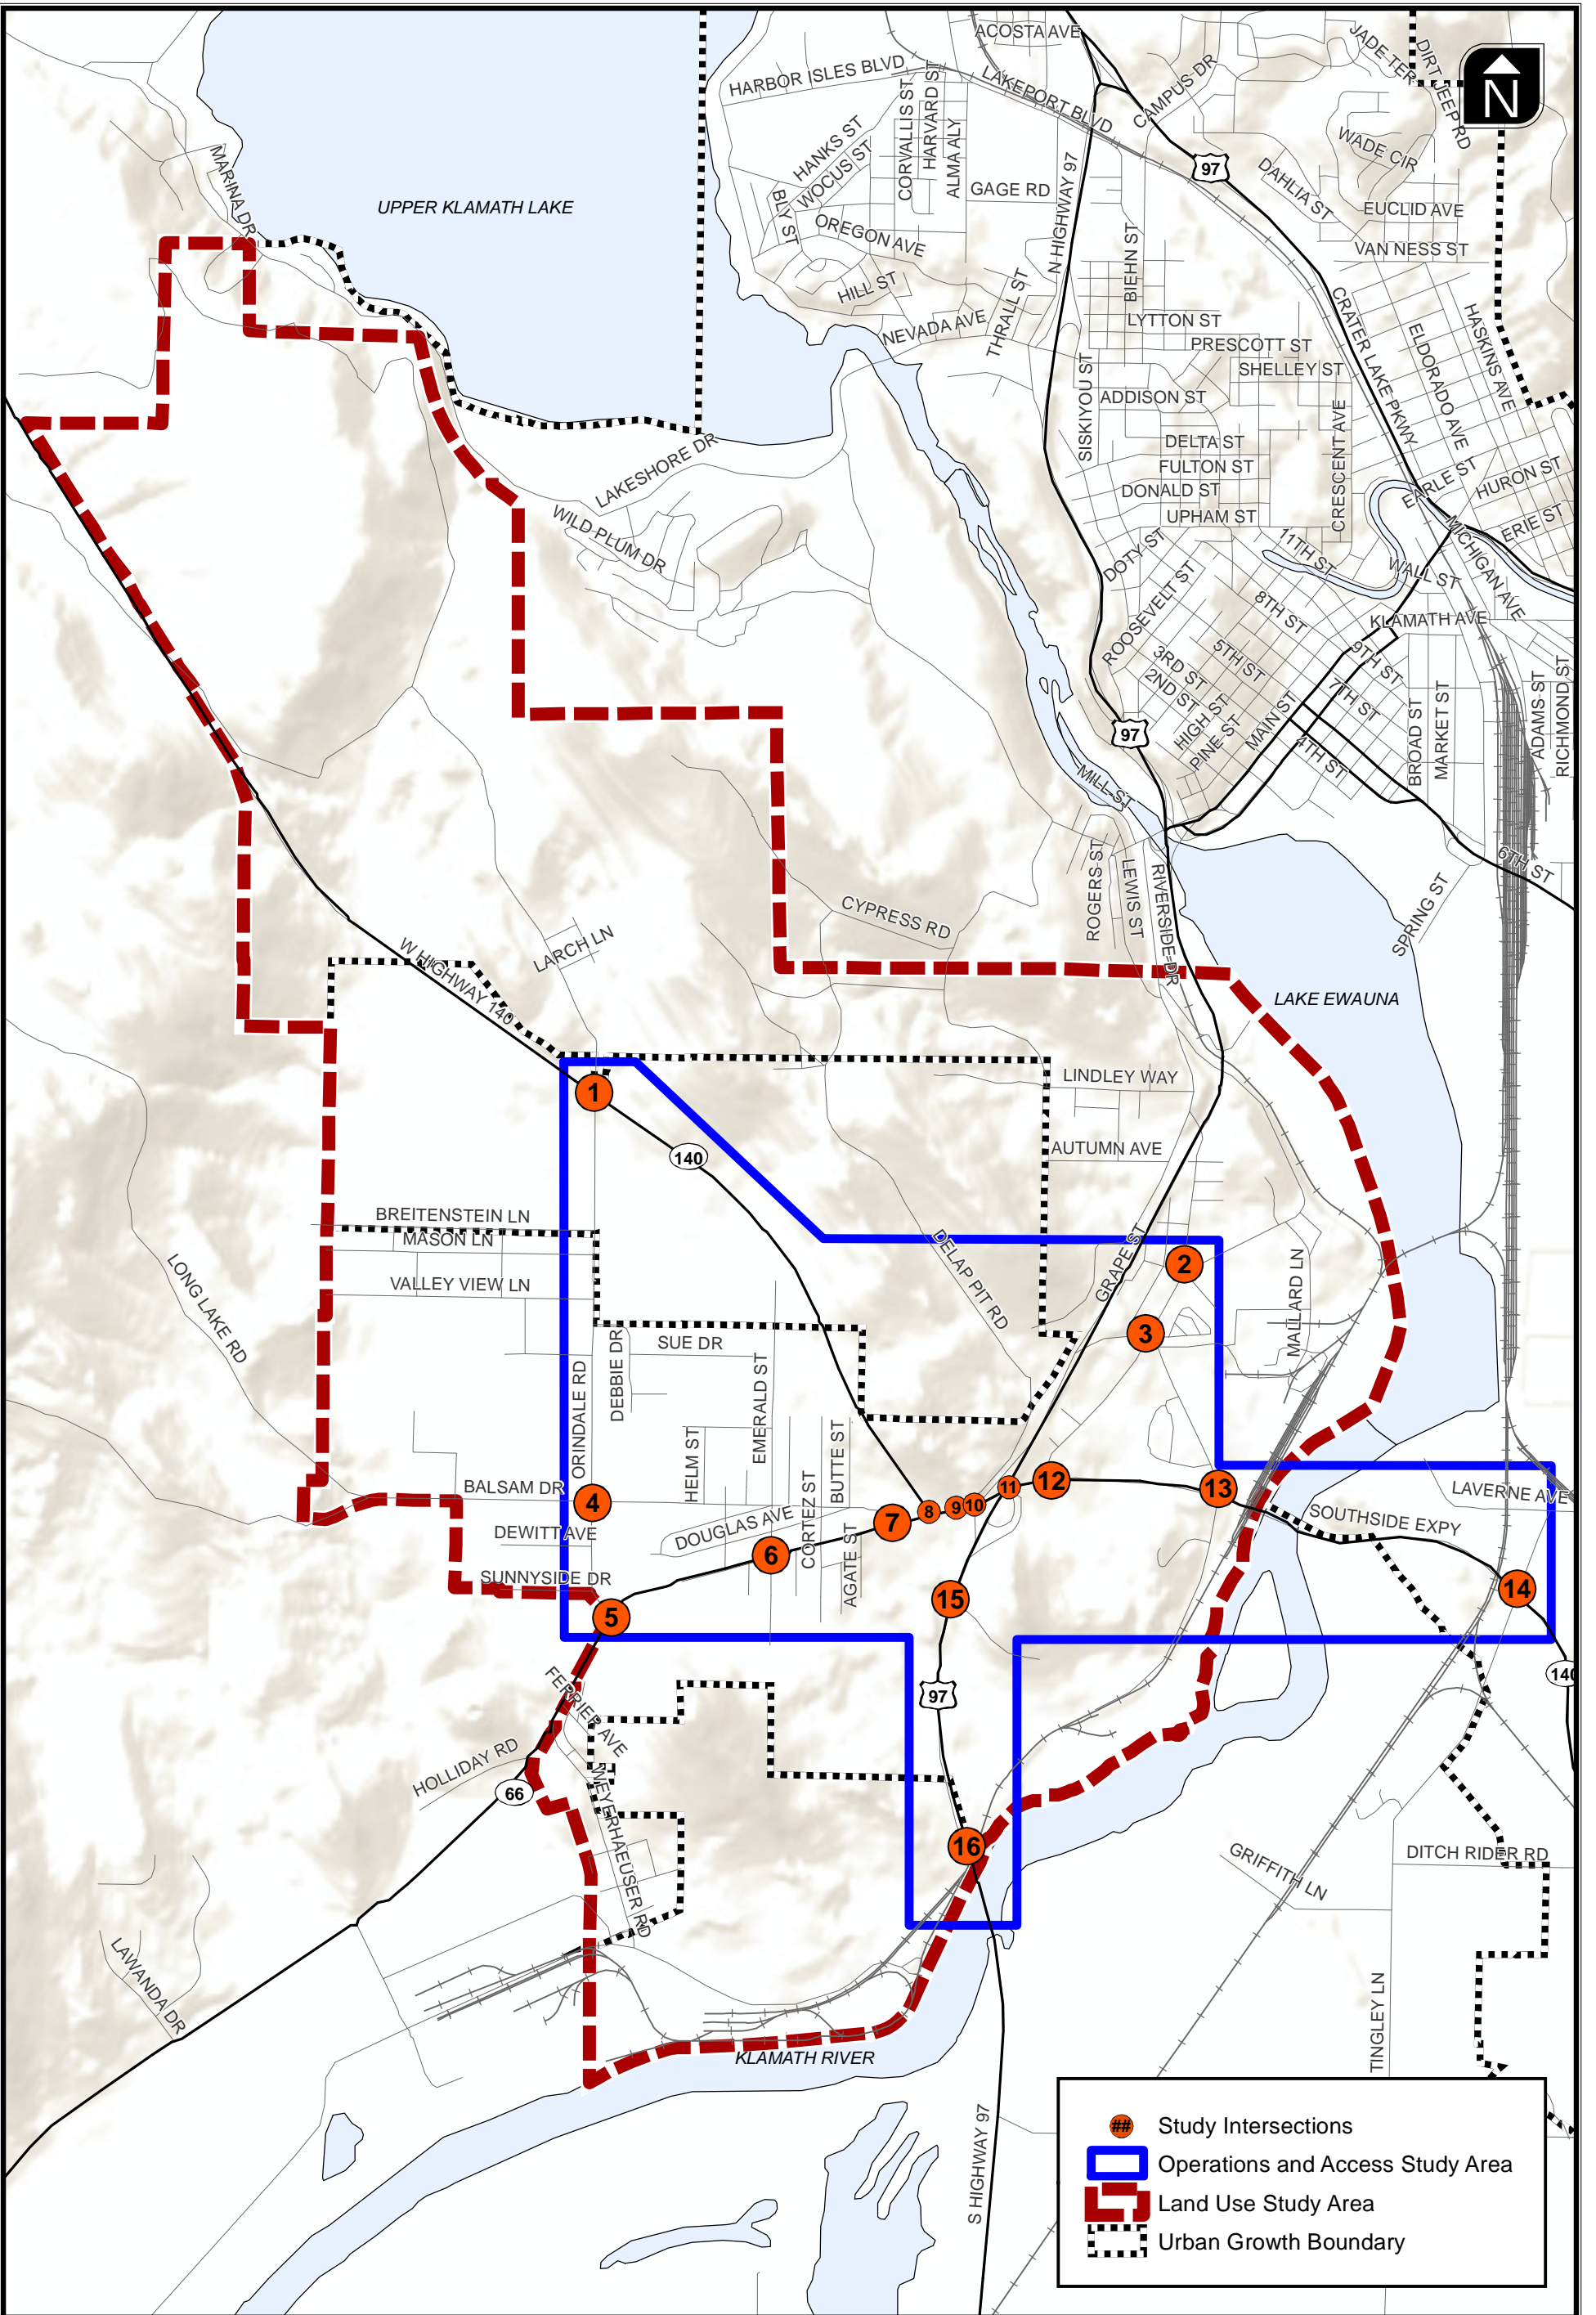 ACOSTA AVE
JADE TER
DIRT JEEP RD
N
HARBOR ISLES BLVD
LAKEPORT BLVD
CAMPUS DR
HANKS ST
WOCUS ST
CORVALLIS ST
HARVARD ST
ALMA ALY
WADE CIR
97
DAHLIA ST
MARINA DR
UPPER KLAMATH LAKE
BLY ST
GAGE RD
N HIGHWAY 97
EUCLID AVE
OREGON AVE
BIEHN ST
VAN NESS ST
HILL ST
THRALL ST
NEVADA AVE
LYTTON ST
CRATER LAKE PKWY
HASKINS AVE
PRESCOTT ST
ELDORADO AVE
SHELLEY ST
SISKIYOU ST
ADDISON ST
CRESCENT AVE
DELTA ST
LAKESHORE DR
FULTON ST
DONALD ST
EARLE ST
HURON ST
WILD PLUM DR
UPHAM ST
ERIE ST
DOTY ST
11TH ST
WALL ST
MICHIGAN AVE
ROOSEVELT ST
8TH ST
KLAMATH AVE
3RD ST
5TH ST
9TH ST
2ND ST
7TH ST
HIGH ST
PINE ST
MAIN ST
4TH ST
BROAD ST
MARKET ST
ADAMS ST
RICHMOND ST
97
MILL ST
6TH ST
ROGERS ST
LEWIS ST
RIVERSIDE DR
SPRING ST
CYPRESS RD
LARCH LN
W HIGHWAY 140
LAKE EWAUNA
1
LINDLEY WAY
140
AUTUMN AVE
BREITENSTEIN LN
MASON LN
VALLEY VIEW LN
DELAP PIT RD
GRAPE ST
2
MALLARD LN
LONG LAKE RD
3
SUE DR
DEBBIE DR
ORINDALE RD
EMERALD ST
HELM ST
BUTTE ST
CORTEZ ST
BALSAM DR
4
DEWITT AVE
DOUGLAS AVE
AGATE ST
SUNNYSIDE DR
5
6
7
8
9
10
11
12
13
LAVERNE AVE
SOUTHSIDE EXPY
14
15
140
97
FERRIER AVE
HOLLIDAY RD
66
WEYERHAEUSER RD
16
GRIFFITH LN
DITCH RIDER RD
LAWANDA DR
TINGLEY LN
KLAMATH RIVER
S HIGHWAY 97
## Study Intersections
Operations and Access Study Area
Land Use Study Area
Urban Growth Boundary